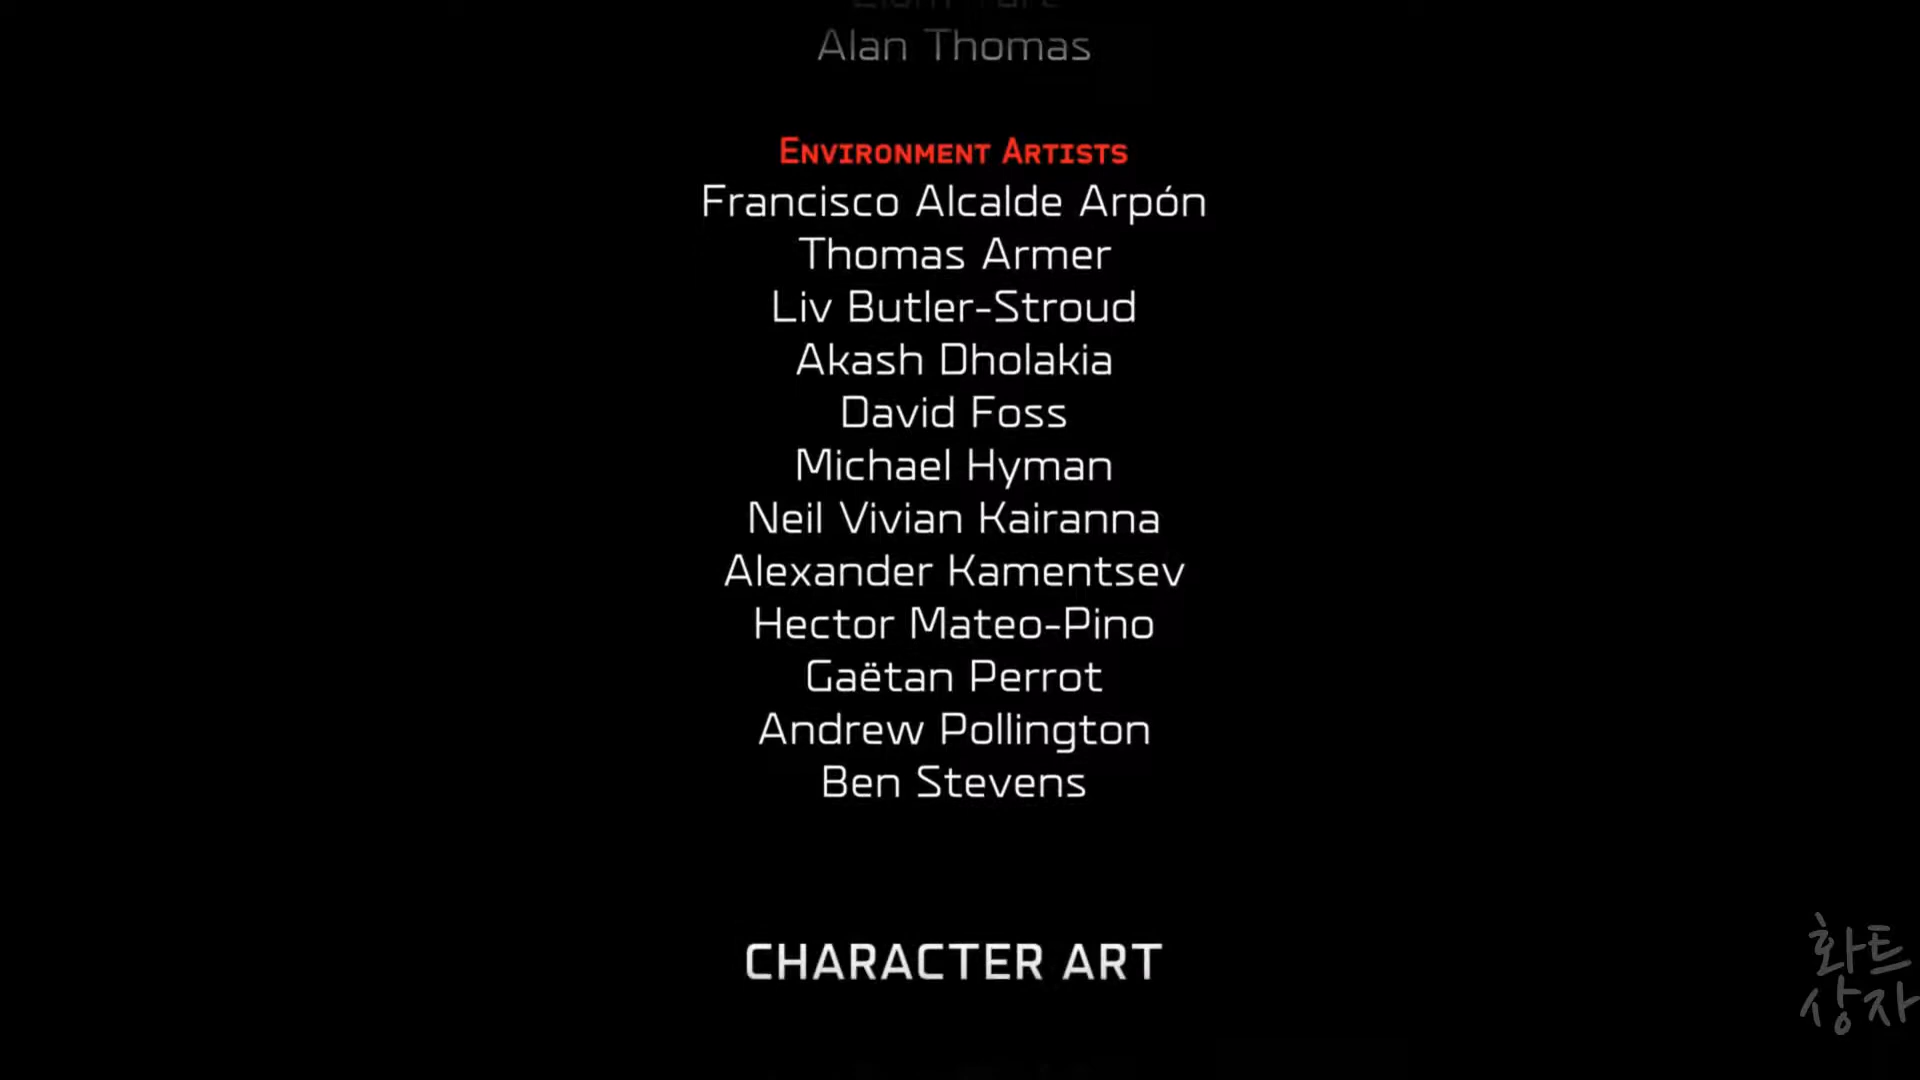 Alan Thomas
ENVIRONMENT ARTISTS
Francisco Alcalde Arpón
Thomas Armer
Liv Butler-Stroud
Akash Dholakia
David Foss
Michael Hyman
Neil Vivian Kairanna
Alexander Kamentsev
Hector Mateo-Pino
Gaëtan Perrot
Andrew Pollington
Ben Stevens
CHARACTER ART
화트
상자